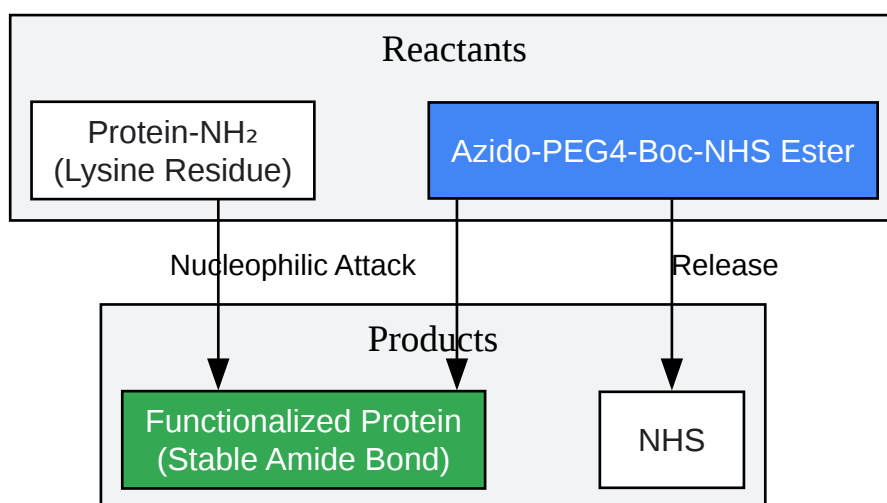 Reactants
Protein-NH₂
(Lysine Residue)
Azido-PEG4-Boc-NHS Ester
Nucleophilic Attack
Release
Products
Functionalized Protein
(Stable Amide Bond)
NHS